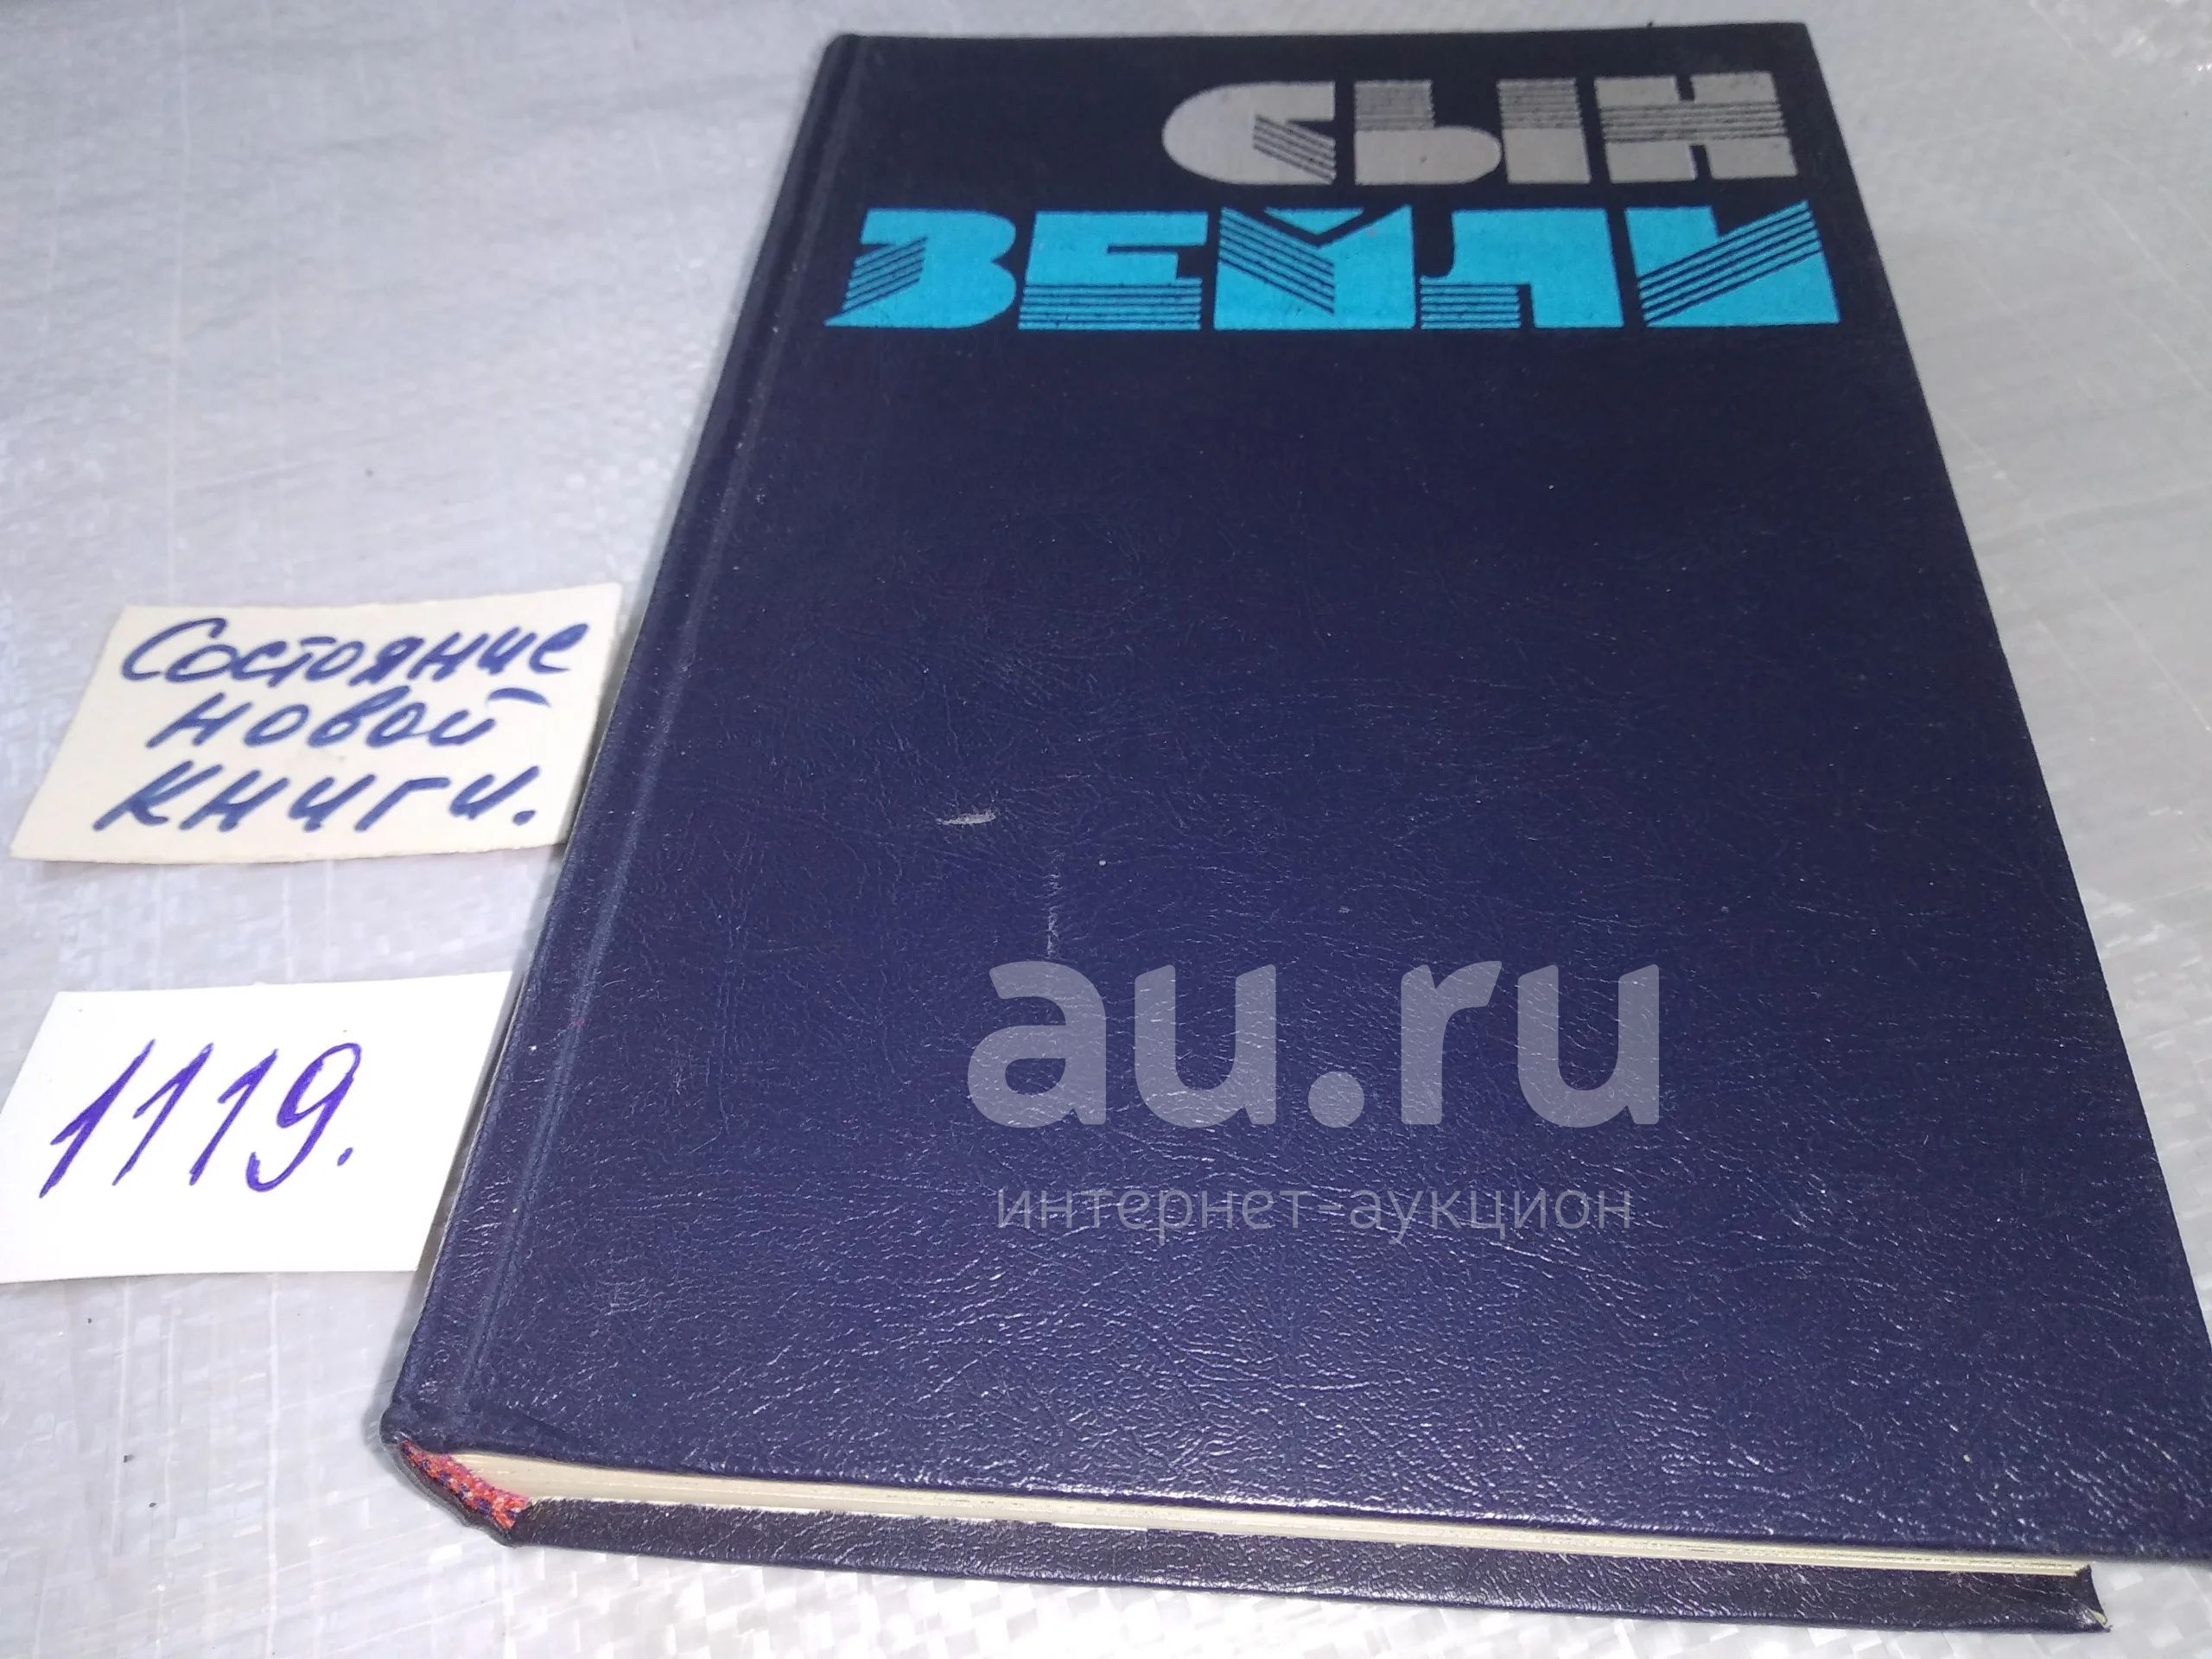 СЫН
ЗЕМЛИ
Состояние
новой
книги.
1119.
au.ru
интернет-аукцион